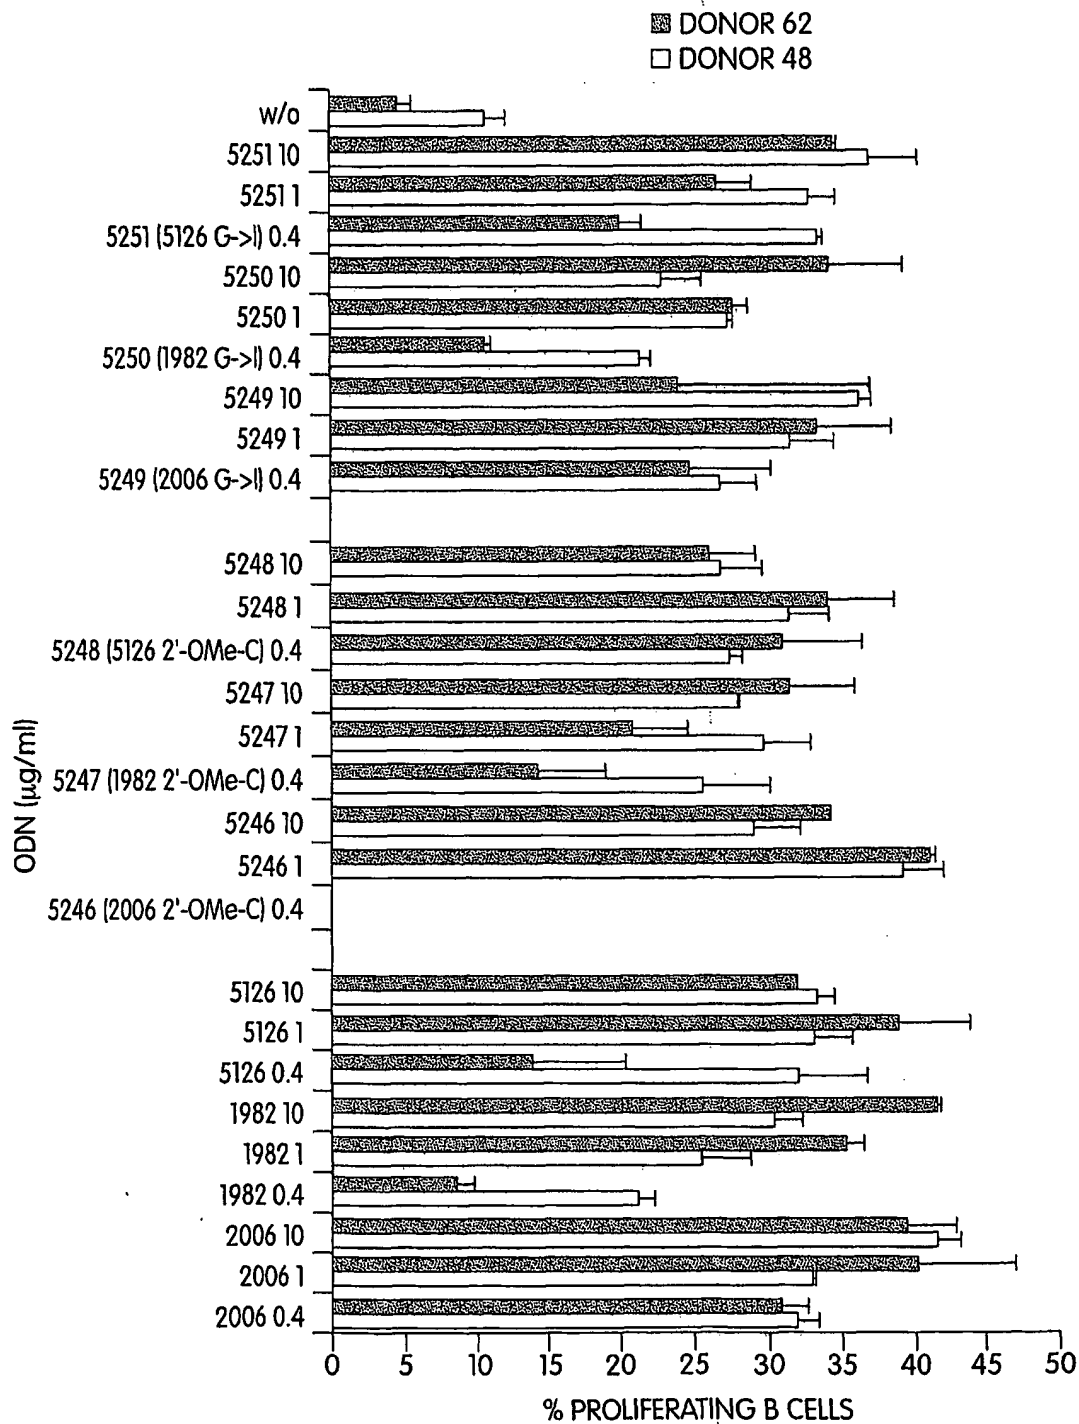 DONOR 62
DONOR 48
w/o
5251 10
5251 1
5251 (5126 G->I) 0.4
5250 10
5250 1
5250 (1982 G->I) 0.4
5249 10
5249 1
5249 (2006 G->I) 0.4
5248 10
5248 1
5248 (5126 2'-OMe-C) 0.4
5247 10
5247 1
5247 (1982 2'-OMe-C) 0.4
5246 10
5246 1
5246 (2006 2'-OMe-C) 0.4
5126 10
5126 1
5126 0.4
1982 10
1982 1
1982 0.4
2006 10
2006 1
2006 0.4
ODN (µg/ml)
0 5 10 15 20 25 30 35 40 45 50
% PROLIFERATING B CELLS